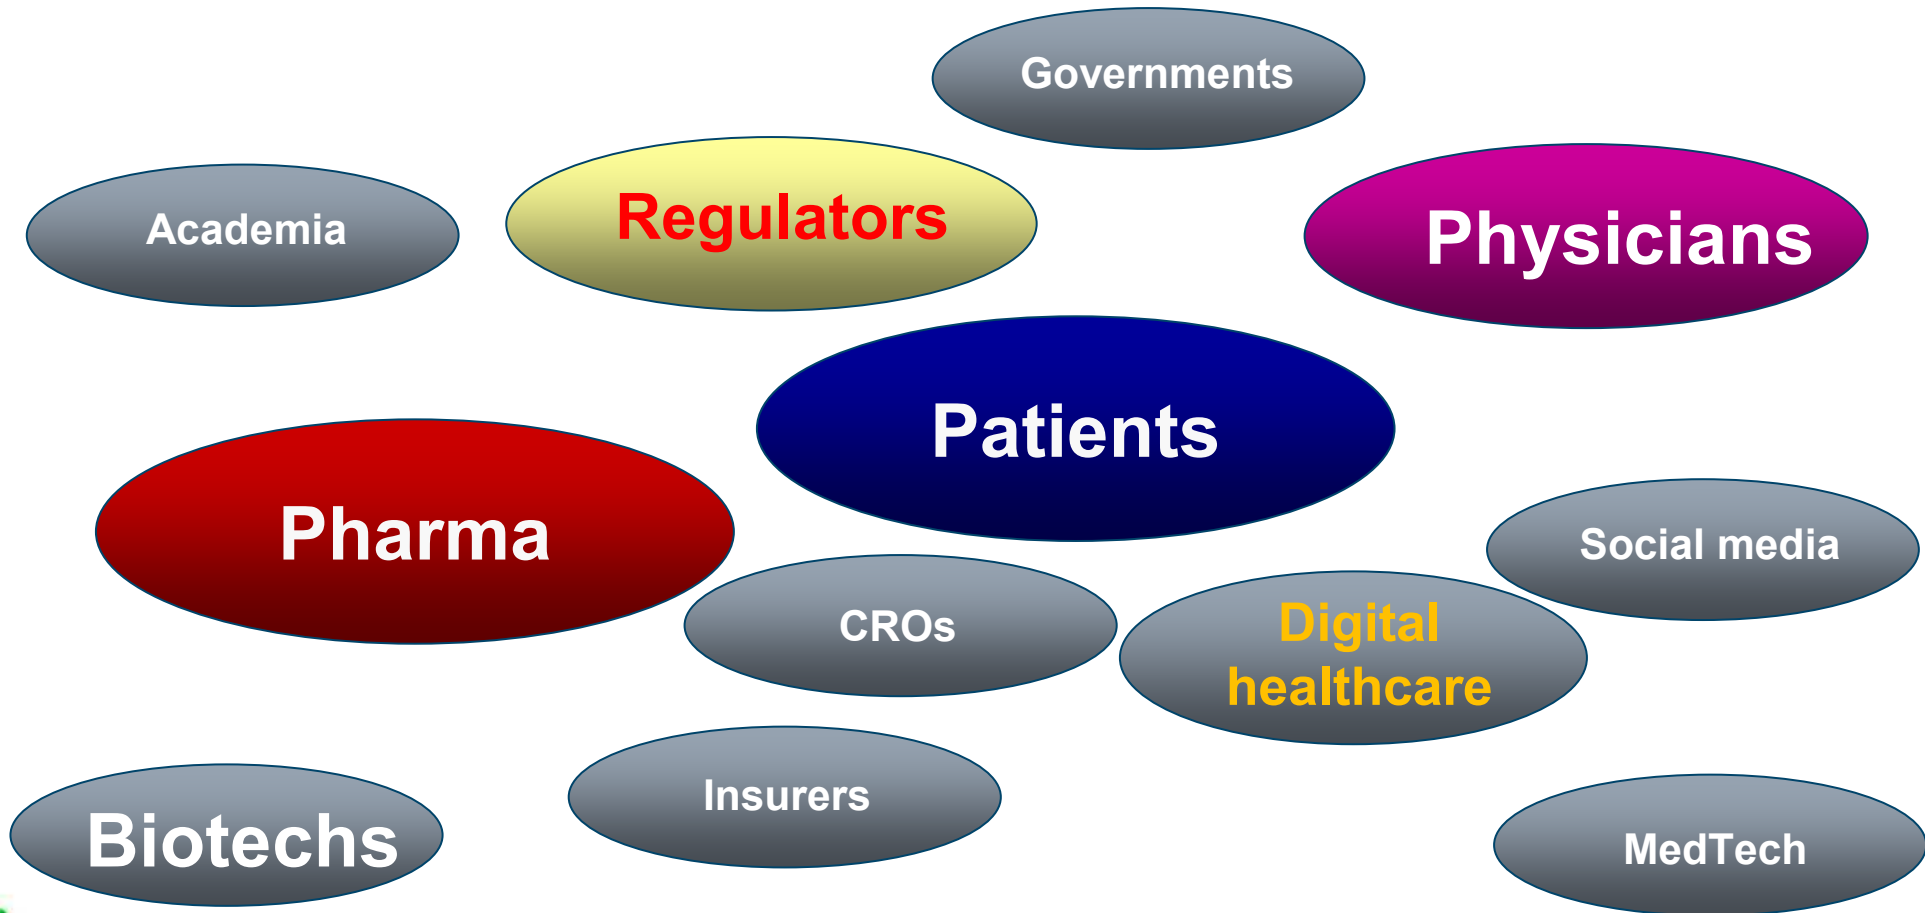 Governments
Academia
Regulators
Physicians
Patients
Pharma
Social media
CROs
Digital
healthcare
Insurers
Biotechs
MedTech